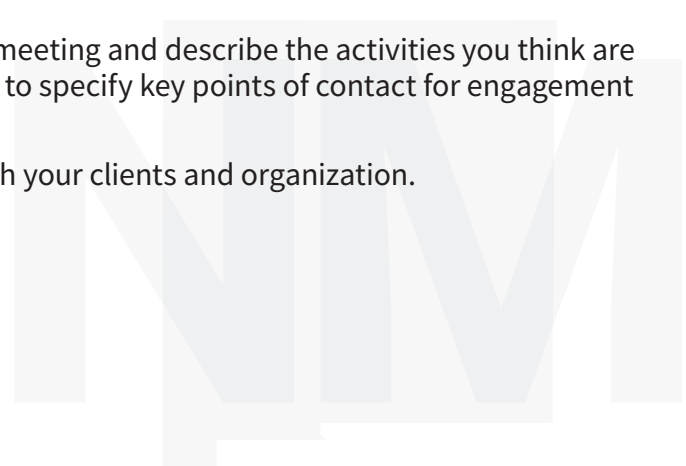 meeting and describe the activities you think are
to specify key points of contact for engagement
h your clients and organization.
NM